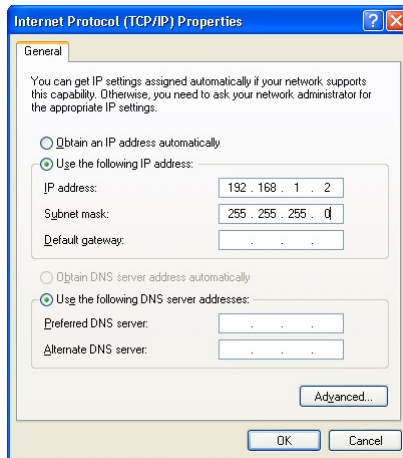 Internet Protocol (TCP/IP) Properties
General
You can get IP settings assigned automatically if your network supports
this capability. Otherwise, you need to ask your network administrator for
the appropriate IP settings.
Obtain an IP address automatically
Use the following IP address:
IP address: 192 . 168 . 1 . 2
Subnet mask: 255 . 255 . 255 . 0
Default gateway: . . .
Obtain DNS server address automatically
Use the following DNS server addresses:
Preferred DNS server: . . .
Alternate DNS server: . . .
Advanced...
OK Cancel